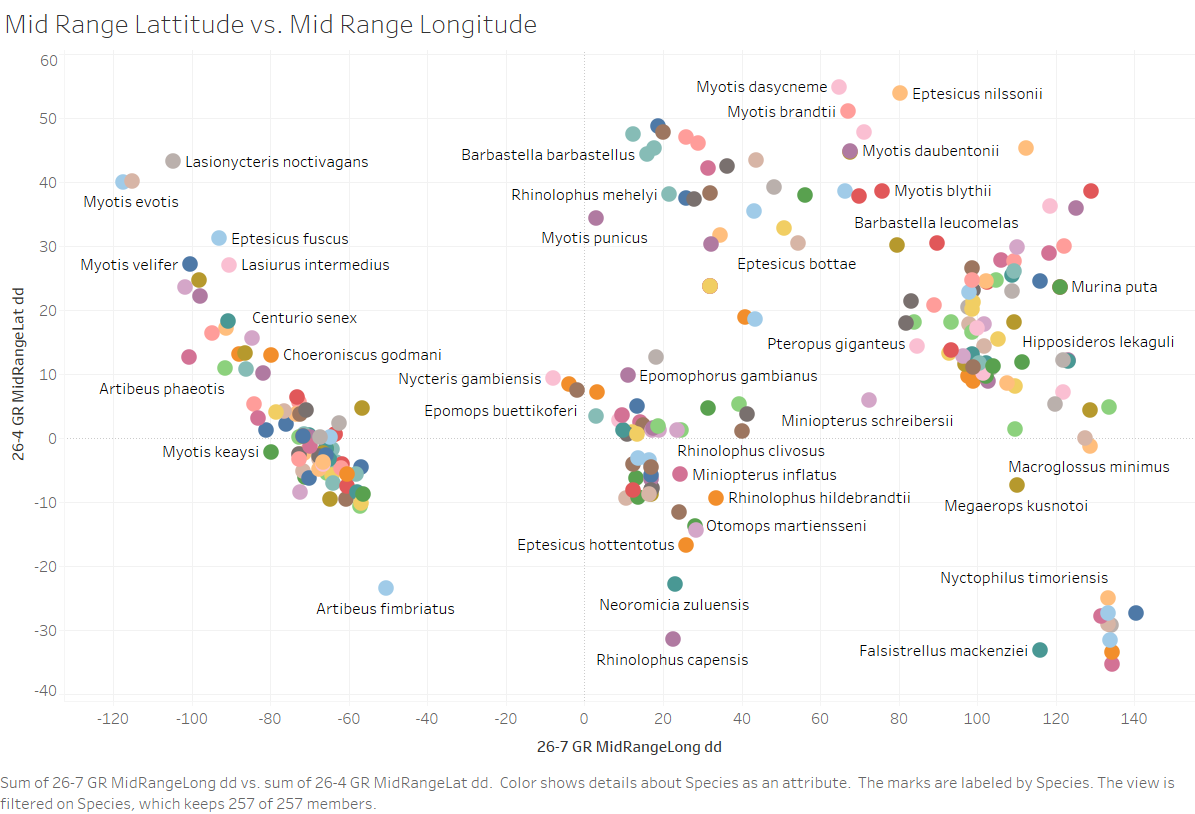 Mid Range Lattitude vs. Mid Range Longitude
60
50
40
30
20
10
0
-10
-20
-30
-40
26-4 GR MidRangeLat dd
Myotis dasycneme
Eptesicus nilssonii
Myotis brandtii
Myotis daubentonii
Barbastella barbastellus
Lasionycteris noctivagans
Myotis blythii
Rhinolophus mehelyi
Myotis evotis
Barbastella leucomelas
Eptesicus fuscus
Myotis punicus
Myotis velifer
Lasiurus intermedius
Eptesicus bottae
Murina puta
Centurio senex
Pteropus giganteus
Hipposideros lekaguli
Choeroniscus godmani
Nycteris gambiensis
Epomophorus gambianus
Artibeus phaeotis
Epomops buettikoferi
Miniopterus schreibersii
Myotis keaysi
Rhinolophus clivosus
Macroglossus minimus
Miniopterus inflatus
Rhinolophus hildebrandtii
Megaerops kusnotoi
Otomops martiensseni
Eptesicus hottentotus
Nyctophilus timoriensis
Artibeus fimbriatus
Neoromicia zuluensis
Falsistrellus mackenziei
Rhinolophus capensis
-120
-100
-80
-60
-40
-20
0
20
40
60
80
100
120
140
26-7 GR MidRangeLong dd
Sum of 26-7 GR MidRangeLong dd vs. sum of 26-4 GR MidRangeLat dd.  Color shows details about Species as an attribute.  The marks are labeled by Species. The view is
filtered on Species, which keeps 257 of 257 members.